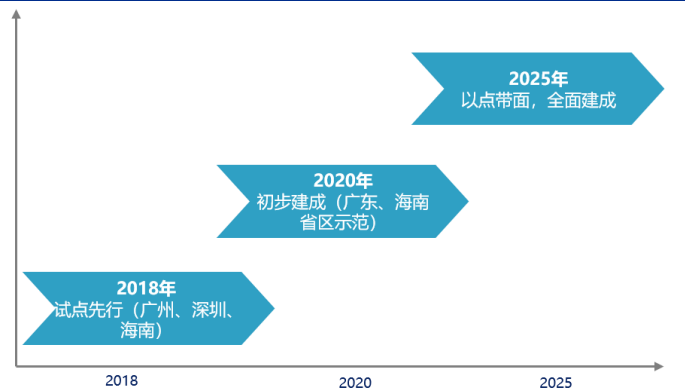 2025年
以点带面，全面建成
2020年
初步建成（广东、海南
省区示范）
2018年
试点先行（广州、深圳、
海南）
2018
2020
2025